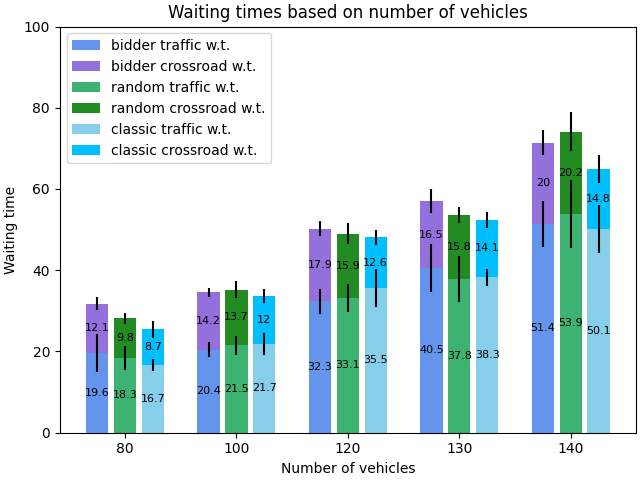 Waiting times based on number of vehicles
100
80
60
40
20
0
Waiting time
bidder traffic w.t.
bidder crossroad w.t.
random traffic w.t.
random crossroad w.t.
classic traffic w.t.
classic crossroad w.t.
12.1 9.8 8.7 14.2 13.7 12 17.9 15.9 12.6 16.5 15.8 14.1 20 20.2 14.8
19.6 18.3 16.7 20.4 21.5 21.7 32.3 33.1 35.5 40.5 37.8 38.3 51.4 53.9 50.1
80 100 120 130 140
Number of vehicles